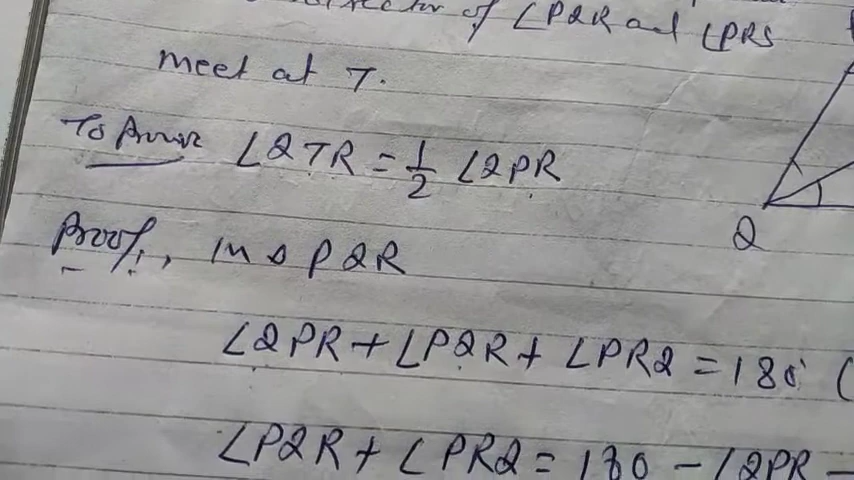 of ∠PQR and ∠PRS
meet at T.
To Prove ∠QTR = 1/2 ∠QPR
Q
Proof:, in △ PQR
∠QPR + ∠PQR + ∠PRQ = 180° (
∠PQR + ∠PRQ = 180 - ∠QPR -